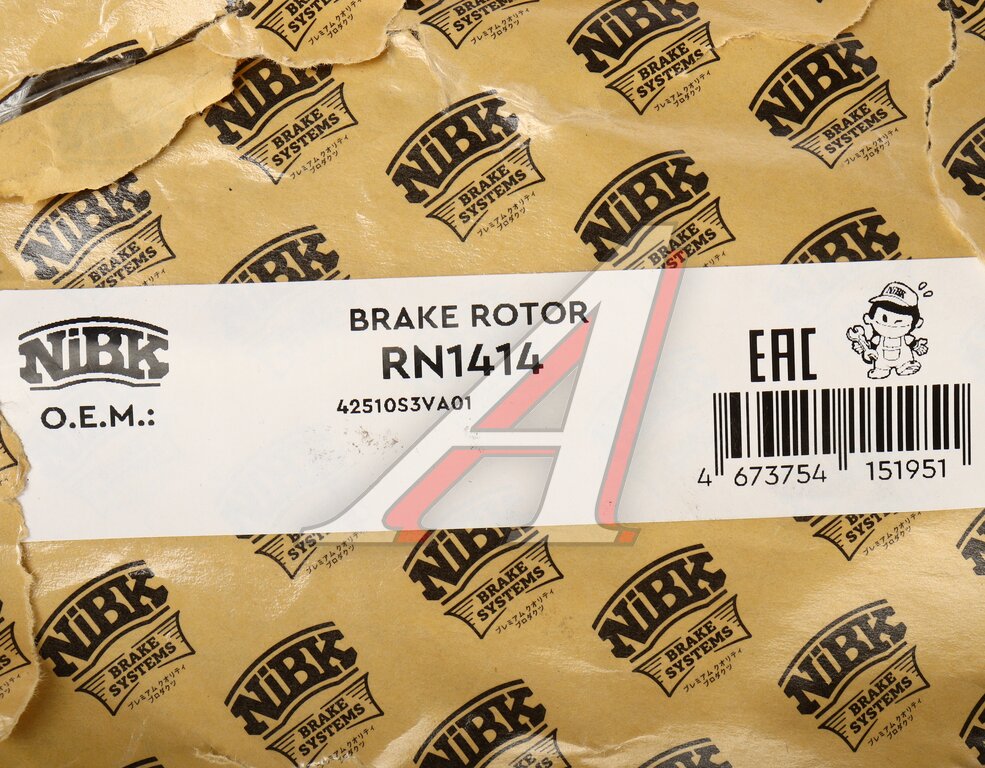 NiBK
BRAKE
SYSTEMS
プレミアムクオリティ
プロダクツ
BRAKE ROTOR
RN1414
NiBK
O.E.M.:
42510S3VA01
EAC
NiBK
4 673754 151951